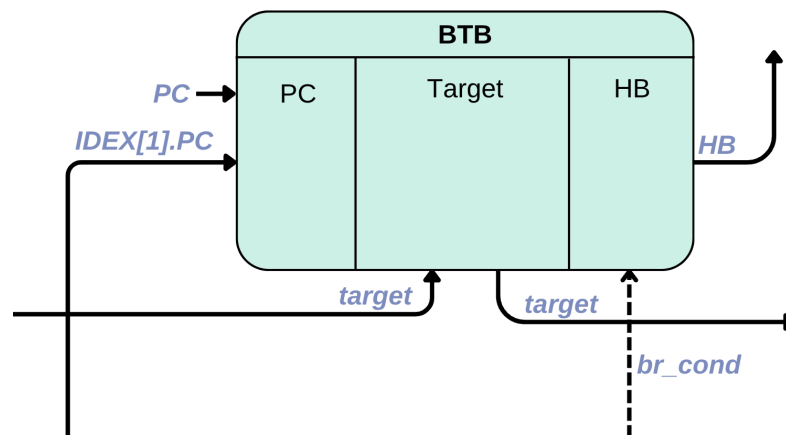 BTB
PC
PC
Target
HB
IDEX[1].PC
HB
target
target
br_cond